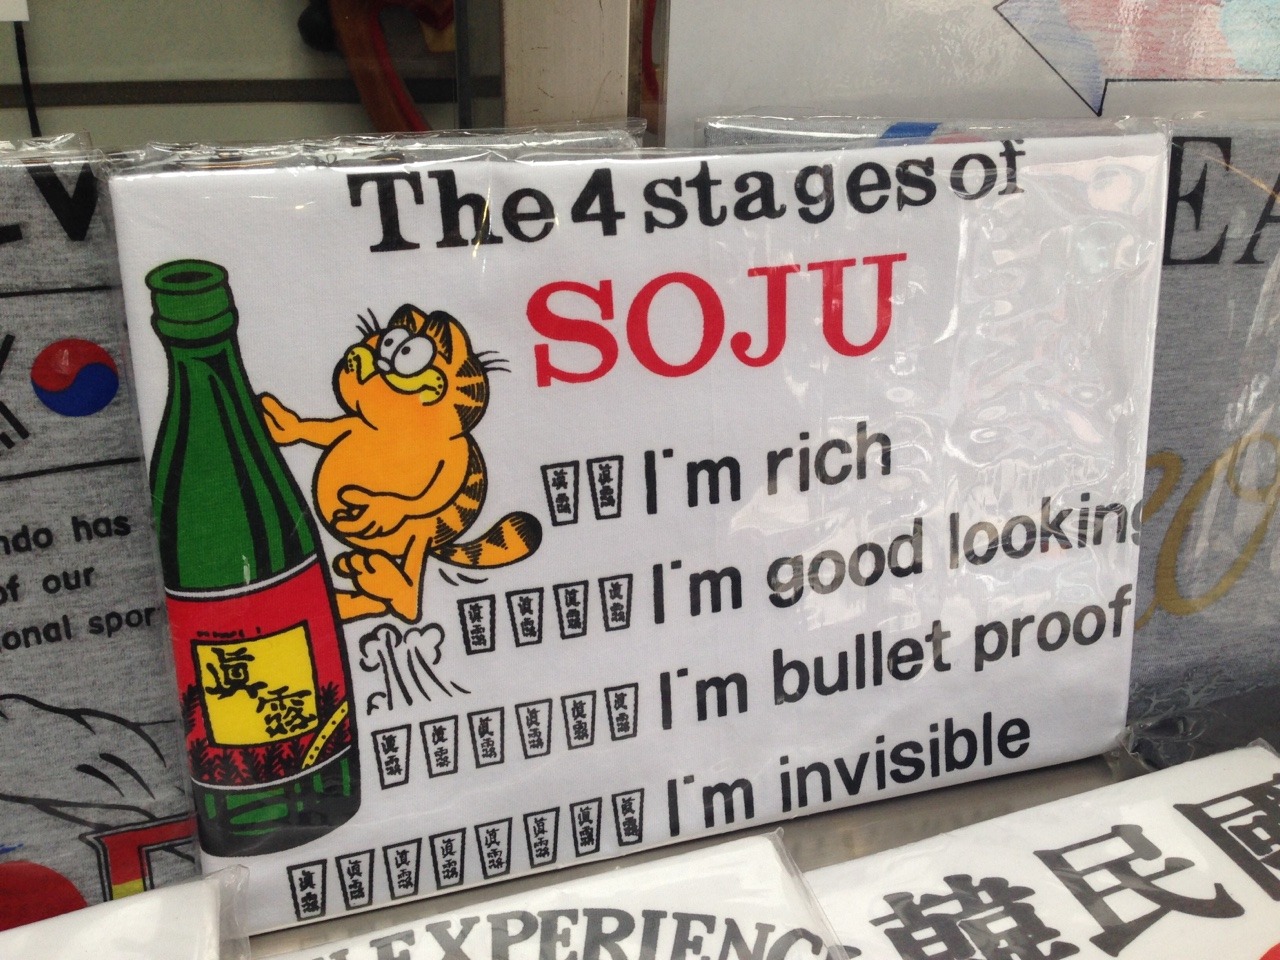 The 4 stages of
SOJU
I'm rich
I'm good looking
I'm bullet proof
I'm invisible
眞
露
ndo has
of our
onal spor
EXPERIENC
韓民